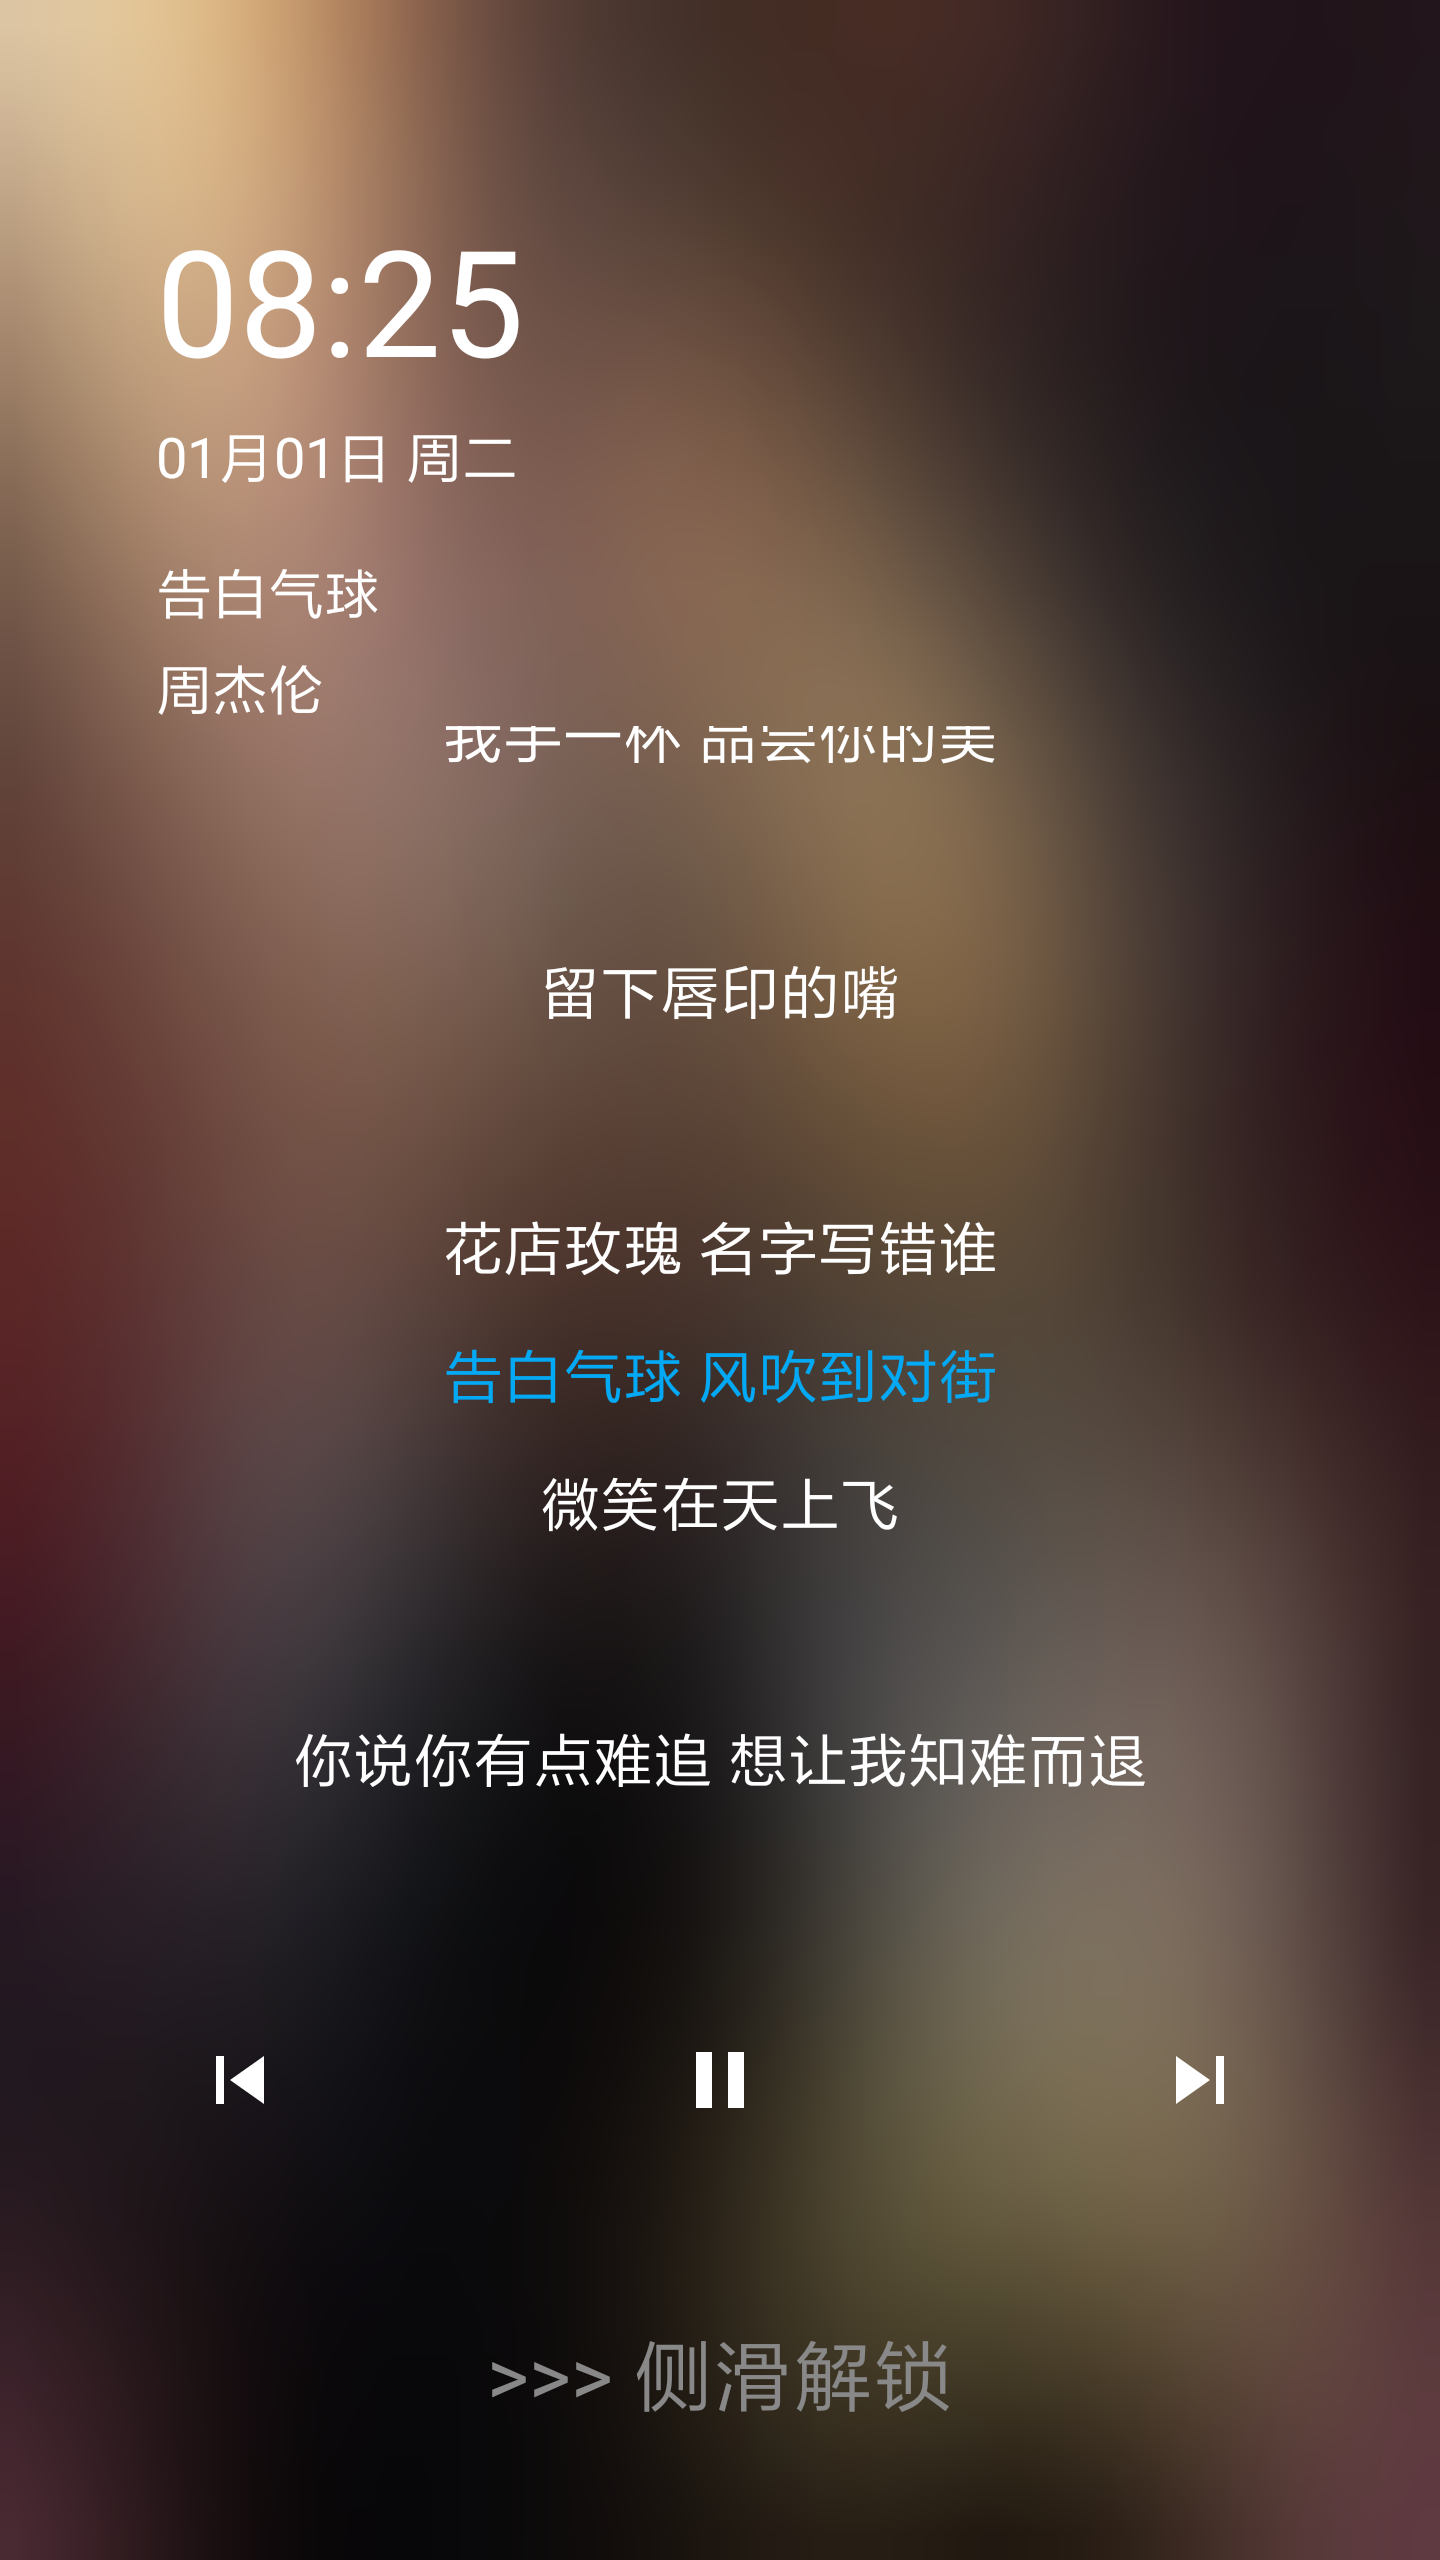 08:25
01月01日 周二
告白气球
周杰伦
我手一杯 品尝你的美
留下唇印的嘴
花店玫瑰 名字写错谁
告白气球 风吹到对街
微笑在天上飞
你说你有点难追 想让我知难而退
>>> 侧滑解锁